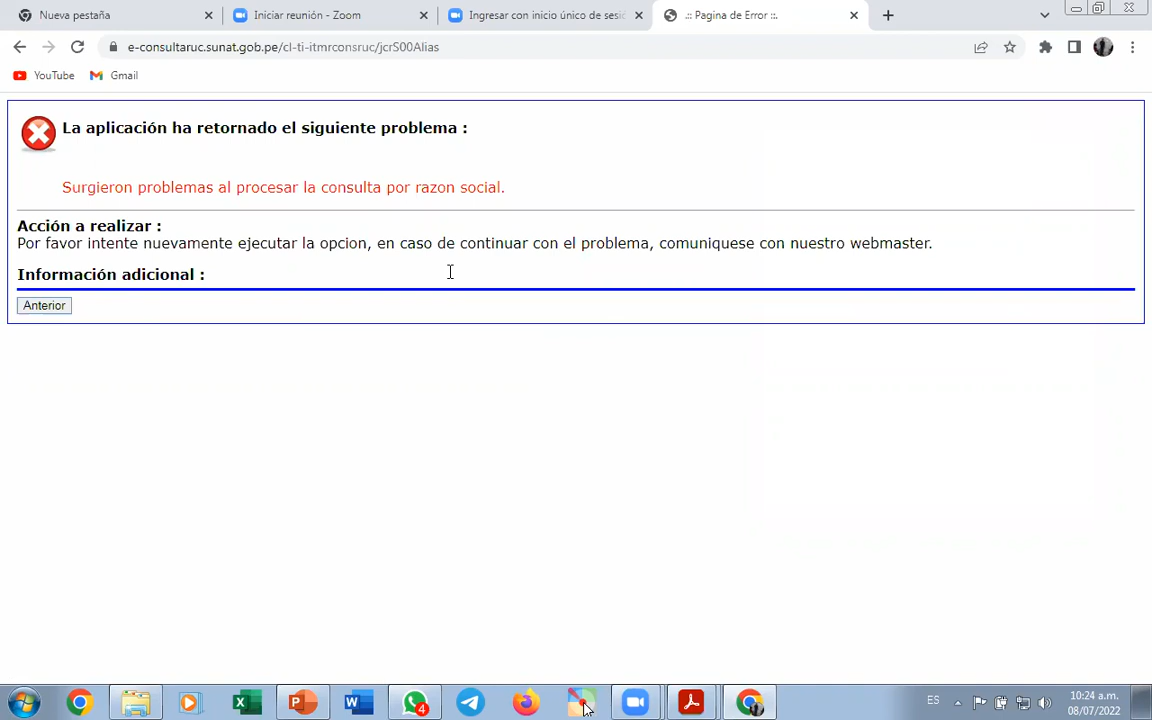 Nueva pestaña
Iniciar reunión - Zoom
Ingresar con inicio único de sesi
.:: Pagina de Error ::.
e-consultaruc.sunat.gob.pe/cl-ti-itmrconsruc/jcrS00Alias
YouTube
Gmail
La aplicación ha retornado el siguiente problema :
Surgieron problemas al procesar la consulta por razon social.
Acción a realizar :
Por favor intente nuevamente ejecutar la opcion, en caso de continuar con el problema, comuniquese con nuestro webmaster.
Información adicional :
Anterior
4
ES
10:24 a.m.
08/07/2022